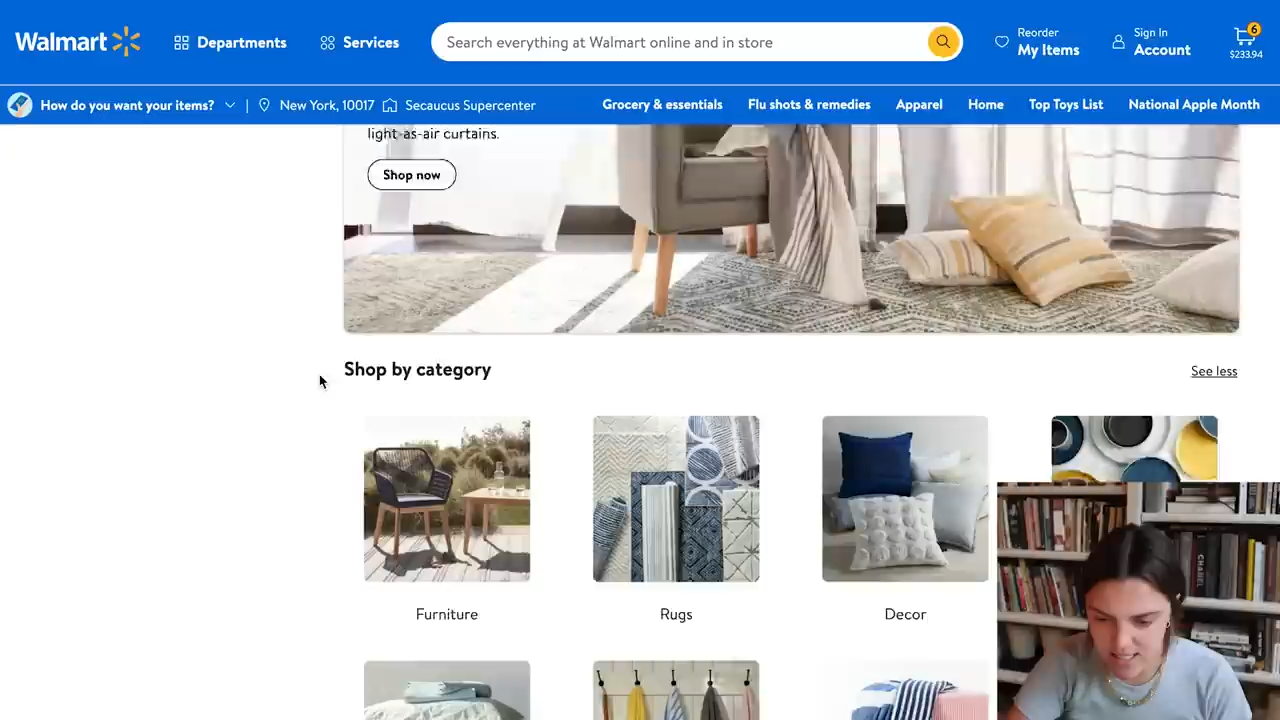 Walmart
Departments
Services
Search everything at Walmart online and in store
Reorder
My Items
Sign In
Account
6
$233.94
How do you want your items?
|
New York, 10017
Secaucus Supercenter
Grocery & essentials
Flu shots & remedies
Apparel
Home
Top Toys List
National Apple Month
light-as-air curtains.
Shop now
Shop by category
See less
Furniture
Rugs
Decor
CHANEL